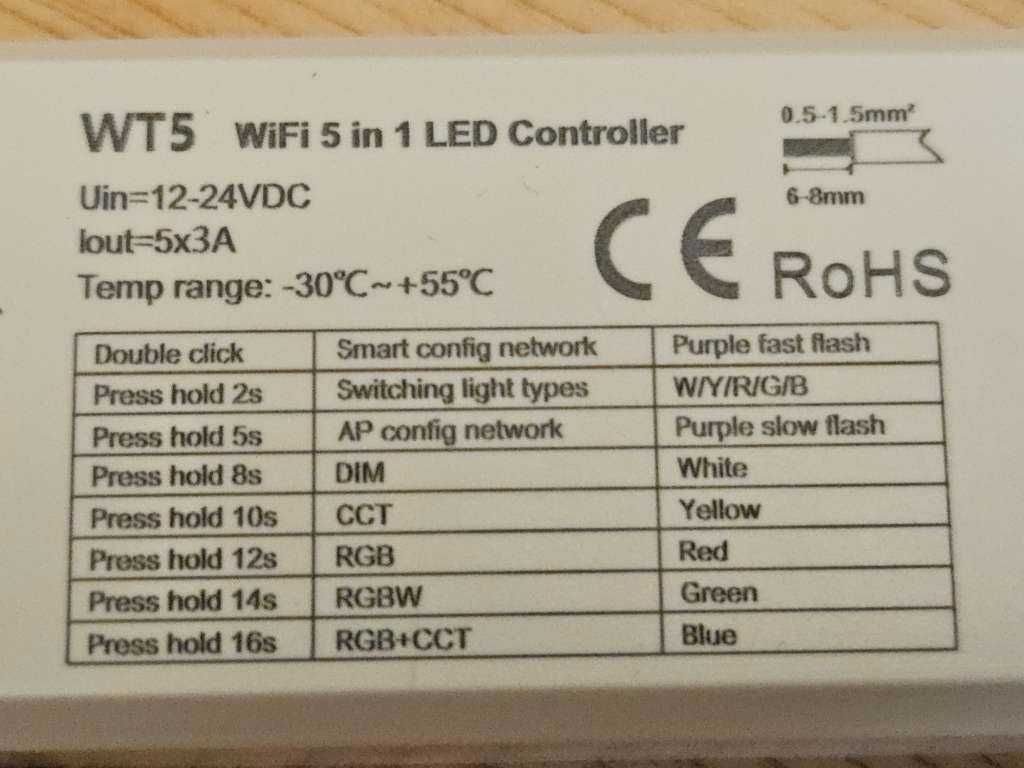 WT5 WiFi 5 in 1 LED Controller
0.5-1.5mm²
6-8mm
Uin=12-24VDC
Iout=5x3A
Temp range: -30℃~+55℃
CE RoHS
Double click Smart config network Purple fast flash
Press hold 2s Switching light types W/Y/R/G/B
Press hold 5s AP config network Purple slow flash
Press hold 8s DIM White
Press hold 10s CCT Yellow
Press hold 12s RGB Red
Press hold 14s RGBW Green
Press hold 16s RGB+CCT Blue